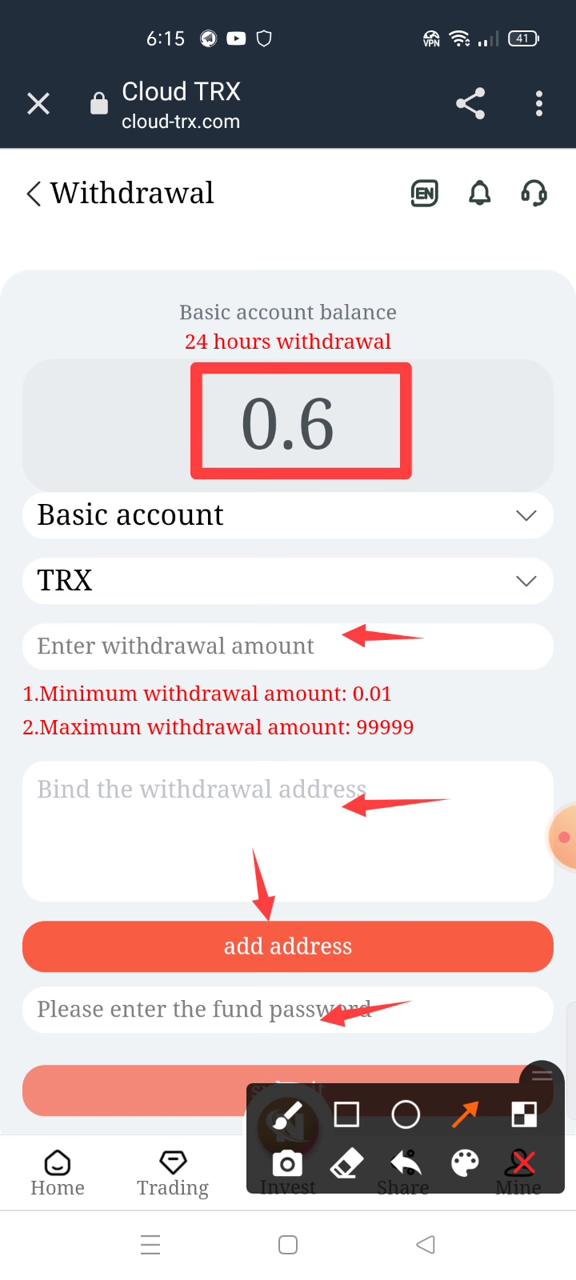 6:15
VPN
41
Cloud TRX
cloud-trx.com
Withdrawal
EN
Basic account balance
24 hours withdrawal
0.6
Basic account
TRX
Enter withdrawal amount
1.Minimum withdrawal amount: 0.01
2.Maximum withdrawal amount: 99999
Bind the withdrawal address
add address
Please enter the fund password
Home
Trading
Invest
Share
Mine